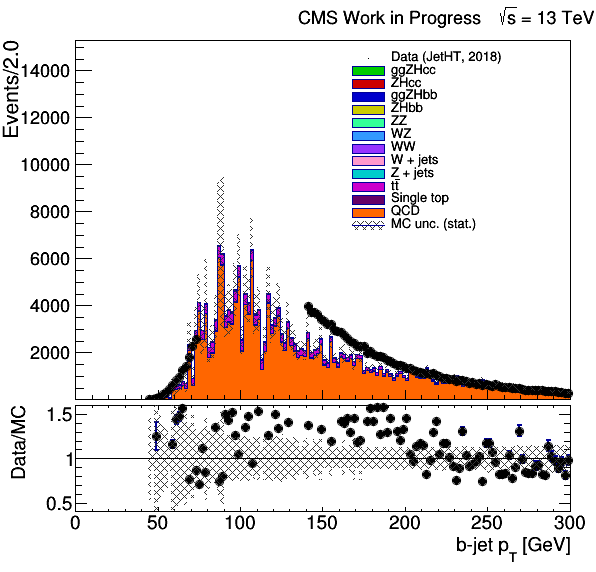 CMS Work in Progress √s = 13 TeV
Events/2.0
14000
12000
10000
8000
6000
4000
2000
Data (JetHT, 2018)
ggZHcc
ZHcc
ggZHbb
ZHbb
ZZ
WZ
WW
W + jets
Z + jets
tt̄
Single top
QCD
MC unc. (stat.)
Data/MC
1.5
1
0.5
0 50 100 150 200 250 300
b-jet p_T [GeV]